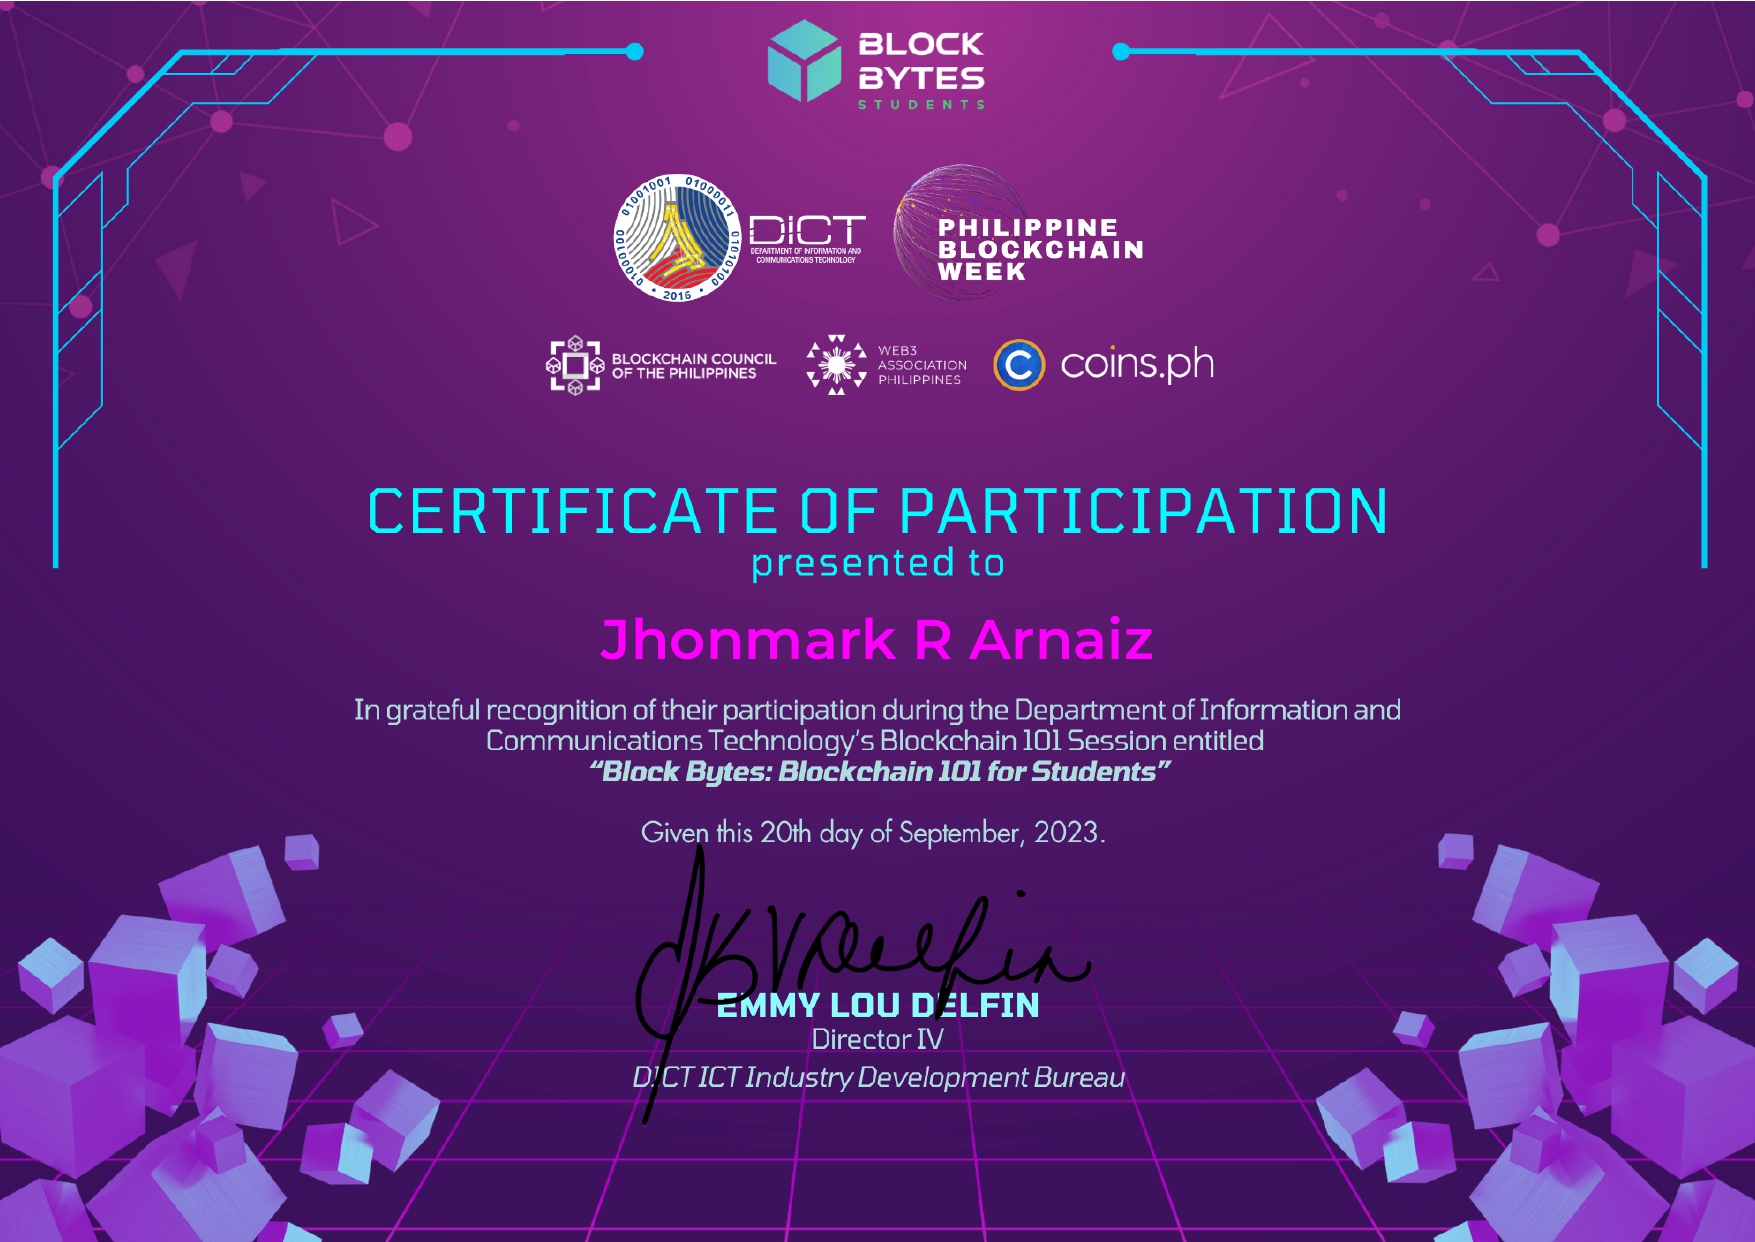 BLOCK
BYTES
STUDENTS
01001001 01000011 01010100 01000100
• 2016 •
DICT
DEPARTMENT OF INFORMATION AND
COMMUNICATIONS TECHNOLOGY
PHILIPPINE
BLOCKCHAIN
WEEK
BLOCKCHAIN COUNCIL
OF THE PHILIPPINES
WEB3
ASSOCIATION
PHILIPPINES
C
coins.ph
CERTIFICATE OF PARTICIPATION
presented to
Jhonmark R Arnaiz
In grateful recognition of their participation during the Department of Information and
Communications Technology's Blockchain 101 Session entitled
“Block Bytes: Blockchain 101 for Students”
Given this 20th day of September, 2023.
EMMY LOU DELFIN
Director IV
DICT ICT Industry Development Bureau